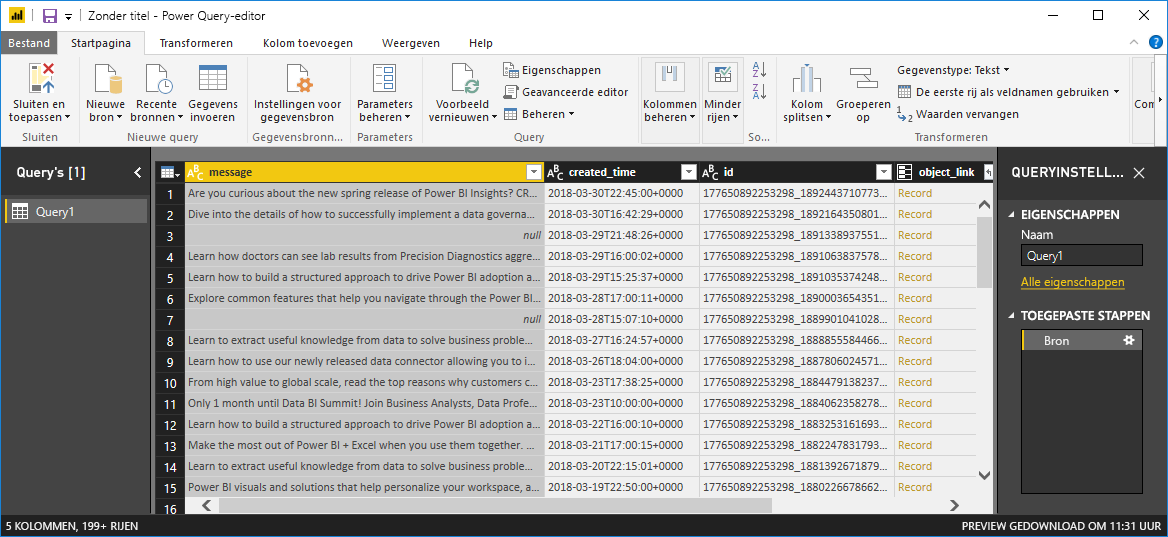 Zonder titel - Power Query-editor
Bestand Startpagina Transformeren Kolom toevoegen Weergeven Help
Sluiten en toepassen
Sluiten
Nieuwe bron Recente bronnen Gegevens invoeren
Nieuwe query
Instellingen voor gegevensbron
Gegevensbronn...
Parameters beheren
Parameters
Voorbeeld vernieuwen
Eigenschappen
Geavanceerde editor
Beheren
Query
Kolommen beheren
Minder rijen
A
Z
Z
A
So...
Kolom splitsen
Groeperen op
Gegevenstype: Tekst
De eerste rij als veldnamen gebruiken
1
2 Waarden vervangen
Transformeren
Com
Query's [1]
Query1
ABC message ABC created_time ABC id object_link
1 Are you curious about the new spring release of Power BI Insights? CR... 2018-03-30T22:45:00+0000 177650892253298_1892443710773... Record
2 Dive into the details of how to successfully implement a data governa... 2018-03-30T16:42:29+0000 177650892253298_1892164350801... Record
3 null 2018-03-29T21:48:26+0000 177650892253298_1891338937551... Record
4 Learn how doctors can see lab results from Precision Diagnostics aggre... 2018-03-29T16:00:02+0000 177650892253298_1891063837578... Record
5 Learn how to build a structured approach to drive Power BI adoption a... 2018-03-29T15:25:37+0000 177650892253298_1891035374248... Record
6 Explore common features that help you navigate through the Power BI... 2018-03-28T17:00:11+0000 177650892253298_1890003654351... Record
7 null 2018-03-28T15:07:10+0000 177650892253298_1889901041028... Record
8 Learn to extract useful knowledge from data to solve business proble... 2018-03-27T16:24:57+0000 177650892253298_1888855584466... Record
9 Learn how to use our newly released data connector allowing you to i... 2018-03-26T18:04:00+0000 177650892253298_1887806024571... Record
10 From high value to global scale, read the top reasons why customers c... 2018-03-23T17:38:25+0000 177650892253298_1884479138237... Record
11 Only 1 month until Data BI Summit! Join Business Analysts, Data Profe... 2018-03-23T10:00:00+0000 177650892253298_1884062358278... Record
12 Learn how to build a structured approach to drive Power BI adoption a... 2018-03-22T16:00:10+0000 177650892253298_1883253161693... Record
13 Make the most out of Power BI + Excel when you use them together. ... 2018-03-21T17:00:15+0000 177650892253298_1882247831793... Record
14 Learn to extract useful knowledge from data to solve business proble... 2018-03-20T22:15:01+0000 177650892253298_1881392671879... Record
15 Power BI visuals and solutions that help personalize your workspace, a... 2018-03-19T22:50:00+0000 177650892253298_1880226678662... Record
16
QUERYINSTELL...
EIGENSCHAPPEN
Naam
Query1
Alle eigenschappen
TOEGEPASTE STAPPEN
Bron
5 KOLOMMEN, 199+ RIJEN PREVIEW GEDOWNLOAD OM 11:31 UUR